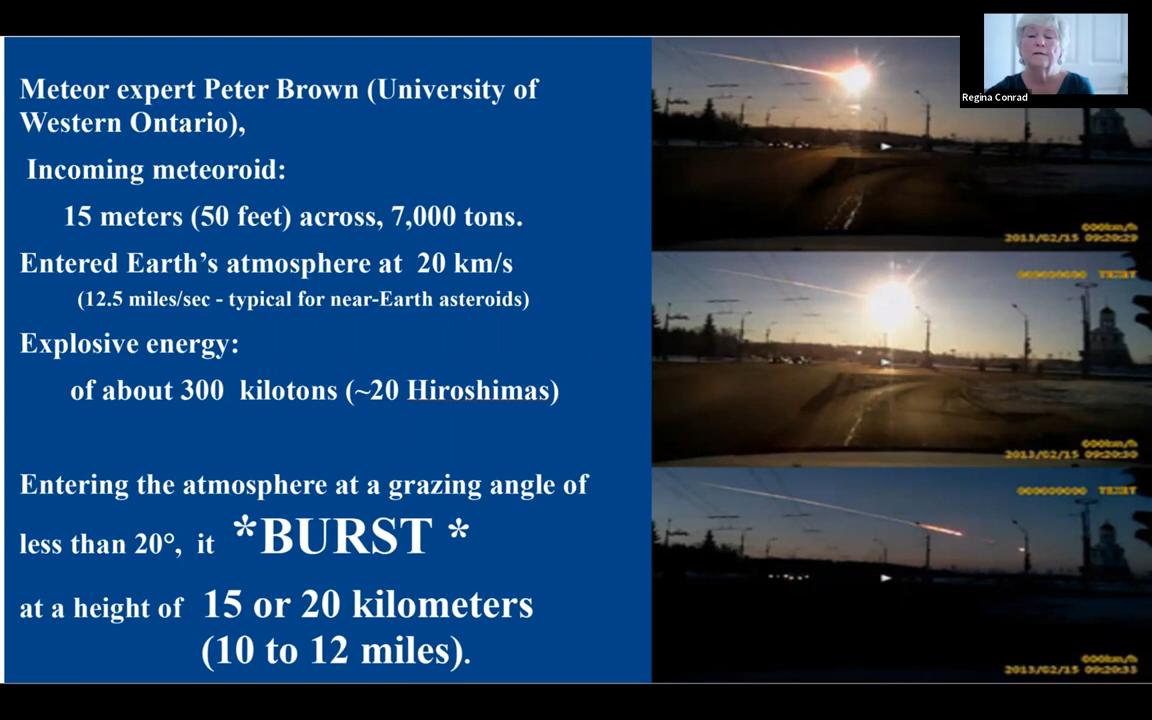 Meteor expert Peter Brown (University of
Western Ontario),
Incoming meteoroid:
15 meters (50 feet) across, 7,000 tons.
Entered Earth’s atmosphere at 20 km/s
(12.5 miles/sec - typical for near-Earth asteroids)
Explosive energy:
of about 300 kilotons (~20 Hiroshimas)
Entering the atmosphere at a grazing angle of
less than 20°, it *BURST *
at a height of 15 or 20 kilometers
(10 to 12 miles).
Regina Conrad
000km/h
2013/02/15 09:20:29
000km/h
2013/02/15 09:20:30
000km/h
2013/02/15 09:20:33